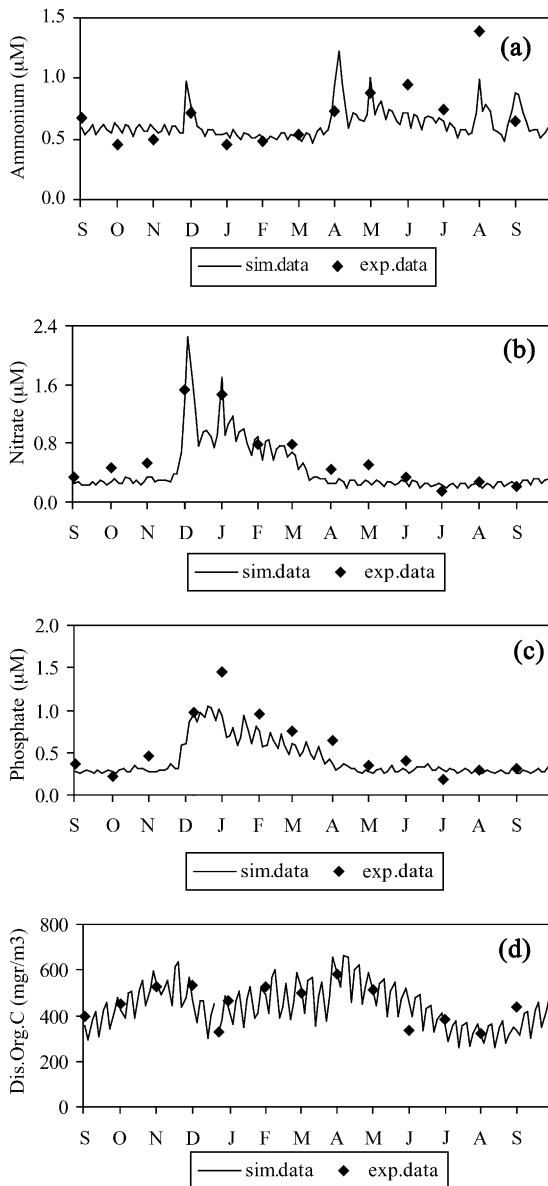 1.5
(a)
1.0
0.5
0.0
Ammonium (μM)
S O N D J F M A M J J A S
sim.data exp.data
2.4
(b)
1.6
0.8
0.0
Nitrate (μM)
S O N D J F M A M J J A S
sim.data exp.data
2.0
(c)
1.5
1.0
0.5
0.0
Phosphate (μM)
S O N D J F M A M J J A S
sim.data exp.data
800
(d)
600
400
200
0
Dis.Org.C (mgr/m3)
S O N D J F M A M J J A S
sim.data exp.data